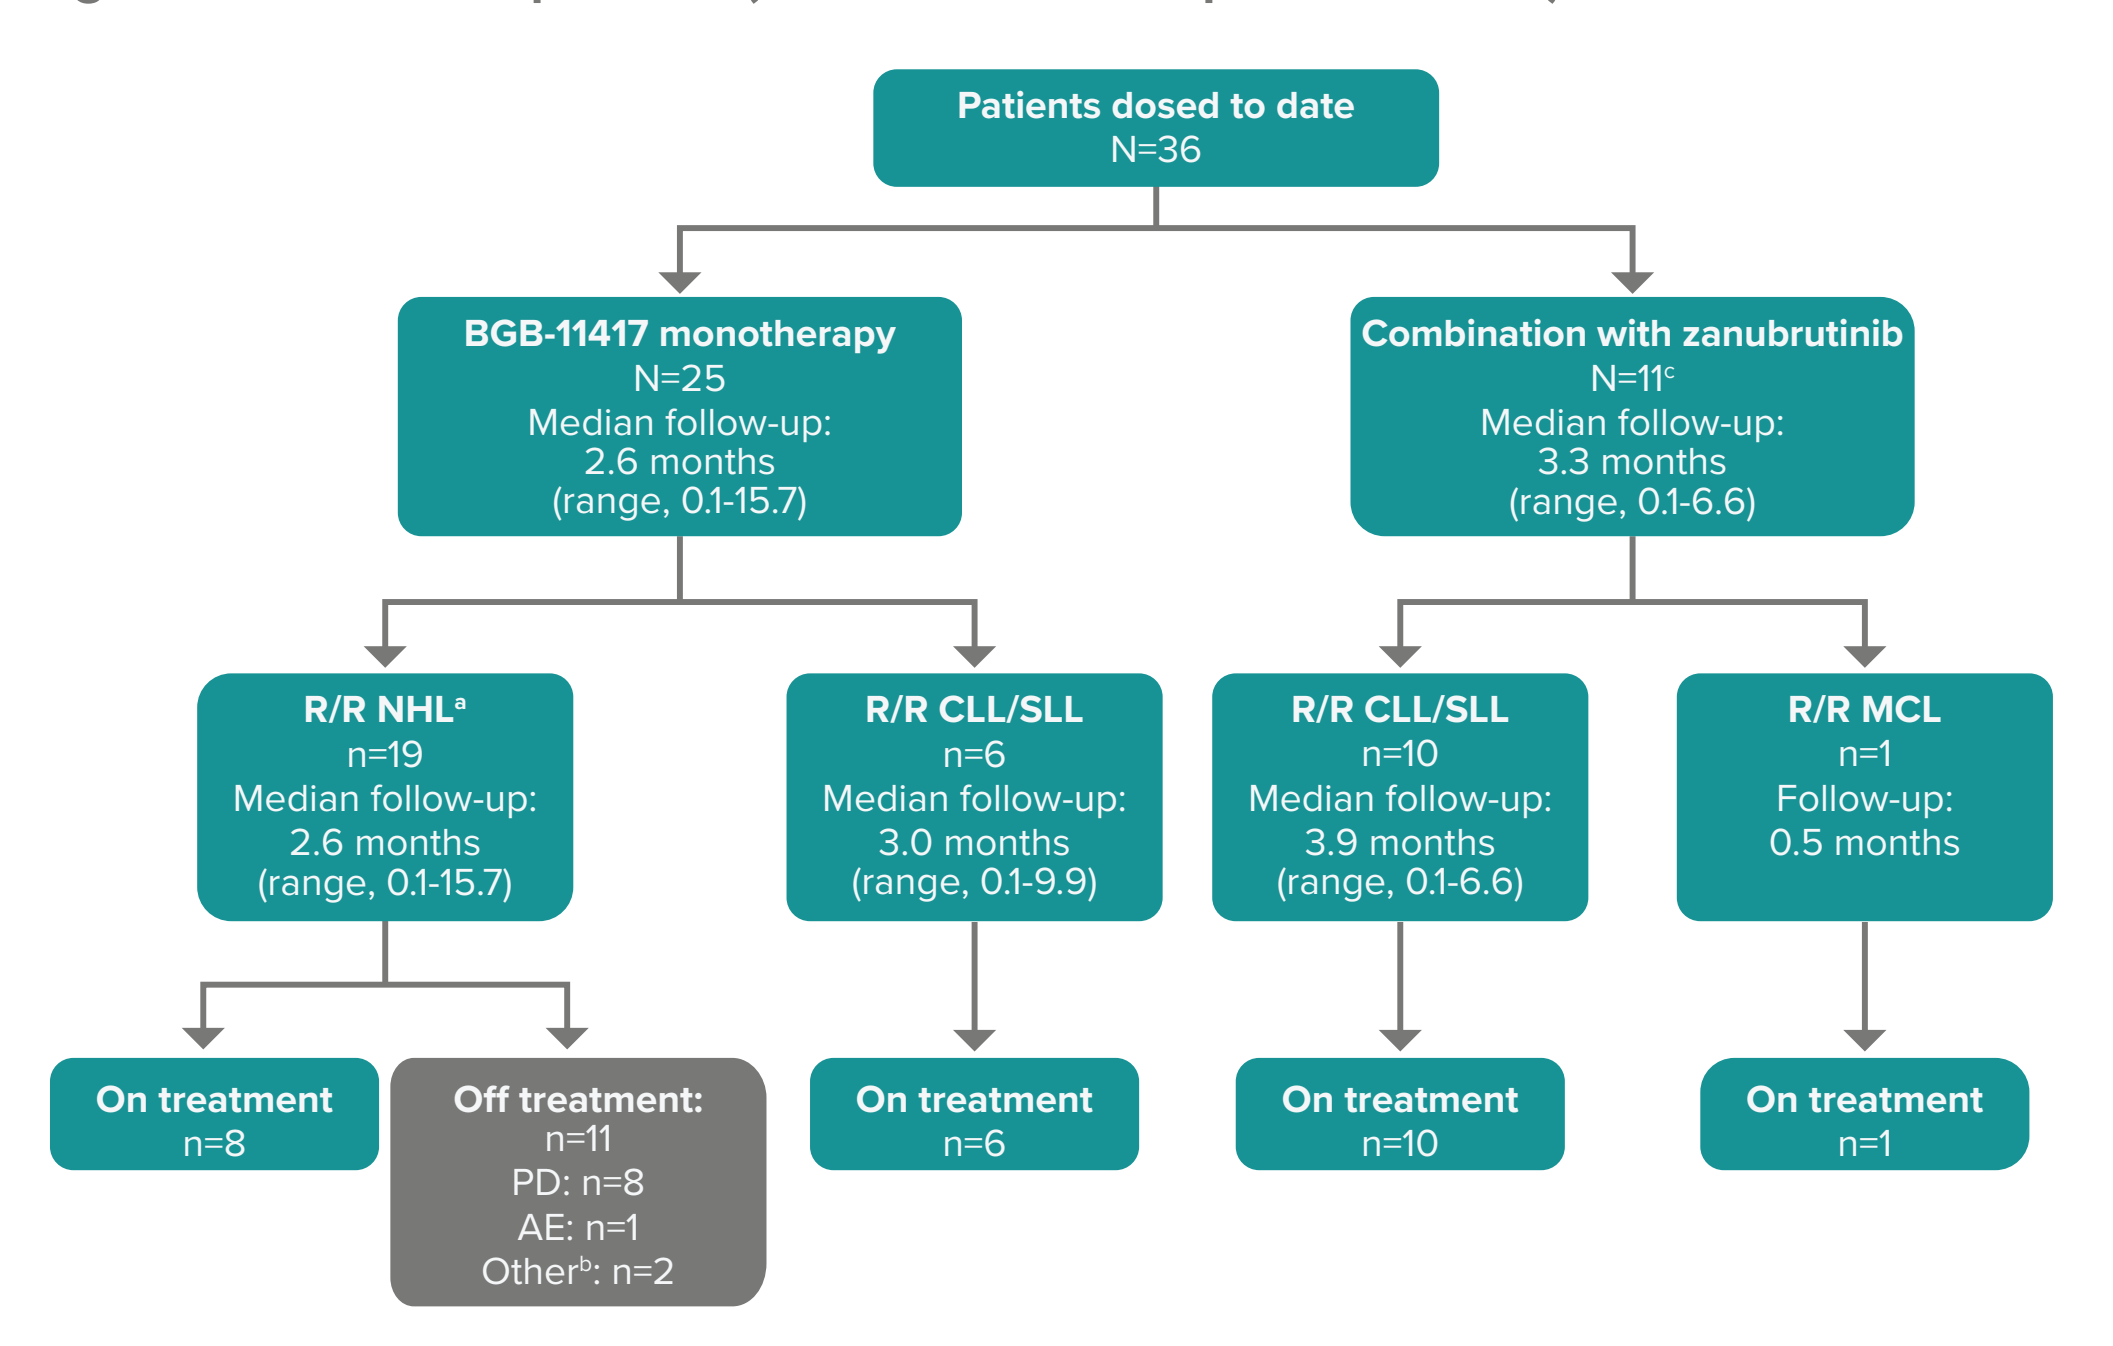 Patients dosed to date
N=36
BGB-11417 monotherapy
N=25
Median follow-up:
2.6 months
(range, 0.1-15.7)
Combination with zanubrutinib
N=11ᶜ
Median follow-up:
3.3 months
(range, 0.1-6.6)
R/R NHLᵃ
n=19
Median follow-up:
2.6 months
(range, 0.1-15.7)
R/R CLL/SLL
n=6
Median follow-up:
3.0 months
(range, 0.1-9.9)
R/R CLL/SLL
n=10
Median follow-up:
3.9 months
(range, 0.1-6.6)
R/R MCL
n=1
Follow-up:
0.5 months
On treatment
n=8
Off treatment:
n=11
PD: n=8
AE: n=1
Otherᵇ: n=2
On treatment
n=6
On treatment
n=10
On treatment
n=1